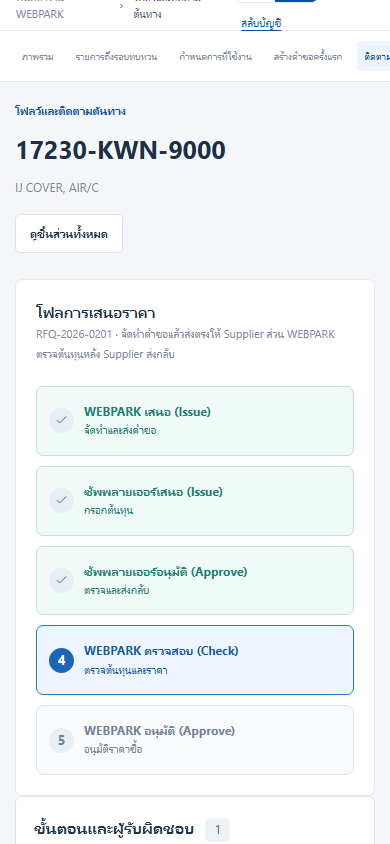 WEBPARK
›
ต้นทาง
สลับบัญชี
ภาพรวม
รายการถึงรอบทบทวน
กำหนดการที่ใช้งาน
สร้างคำขอครั้งแรก
ติดตาม
โฟลว์และติดตามต้นทาง
17230-KWN-9000
IJ COVER, AIR/C
ดูชิ้นส่วนทั้งหมด
โฟลการเสนอราคา
RFQ-2026-0201 · จัดทำคำขอแล้วส่งตรงให้ Supplier ส่วน WEBPARK
ตรวจต้นทุนหลัง Supplier ส่งกลับ
WEBPARK เสนอ (Issue)
จัดทำและส่งคำขอ
ซัพพลายเออร์เสนอ (Issue)
กรอกต้นทุน
ซัพพลายเออร์อนุมัติ (Approve)
ตรวจและส่งกลับ
4
WEBPARK ตรวจสอบ (Check)
ตรวจต้นทุนและราคา
5
WEBPARK อนุมัติ (Approve)
อนุมัติราคาซื้อ
ขั้นตอนและผู้รับผิดชอบ 1